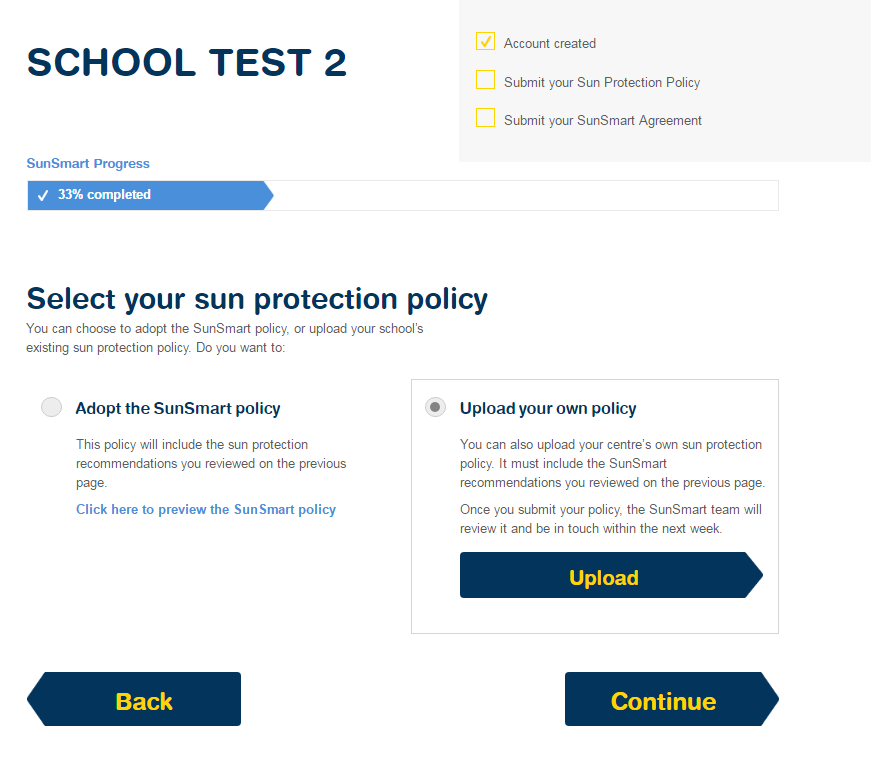 SCHOOL TEST 2
Account created
Submit your Sun Protection Policy
Submit your SunSmart Agreement
SunSmart Progress
33% completed
Select your sun protection policy
You can choose to adopt the SunSmart policy, or upload your school's
existing sun protection policy. Do you want to:
Adopt the SunSmart policy
This policy will include the sun protection
recommendations you reviewed on the previous
page.
Click here to preview the SunSmart policy
Upload your own policy
You can also upload your centre's own sun protection
policy. It must include the SunSmart
recommendations you reviewed on the previous page.
Once you submit your policy, the SunSmart team will
review it and be in touch within the next week.
Upload
Back
Continue